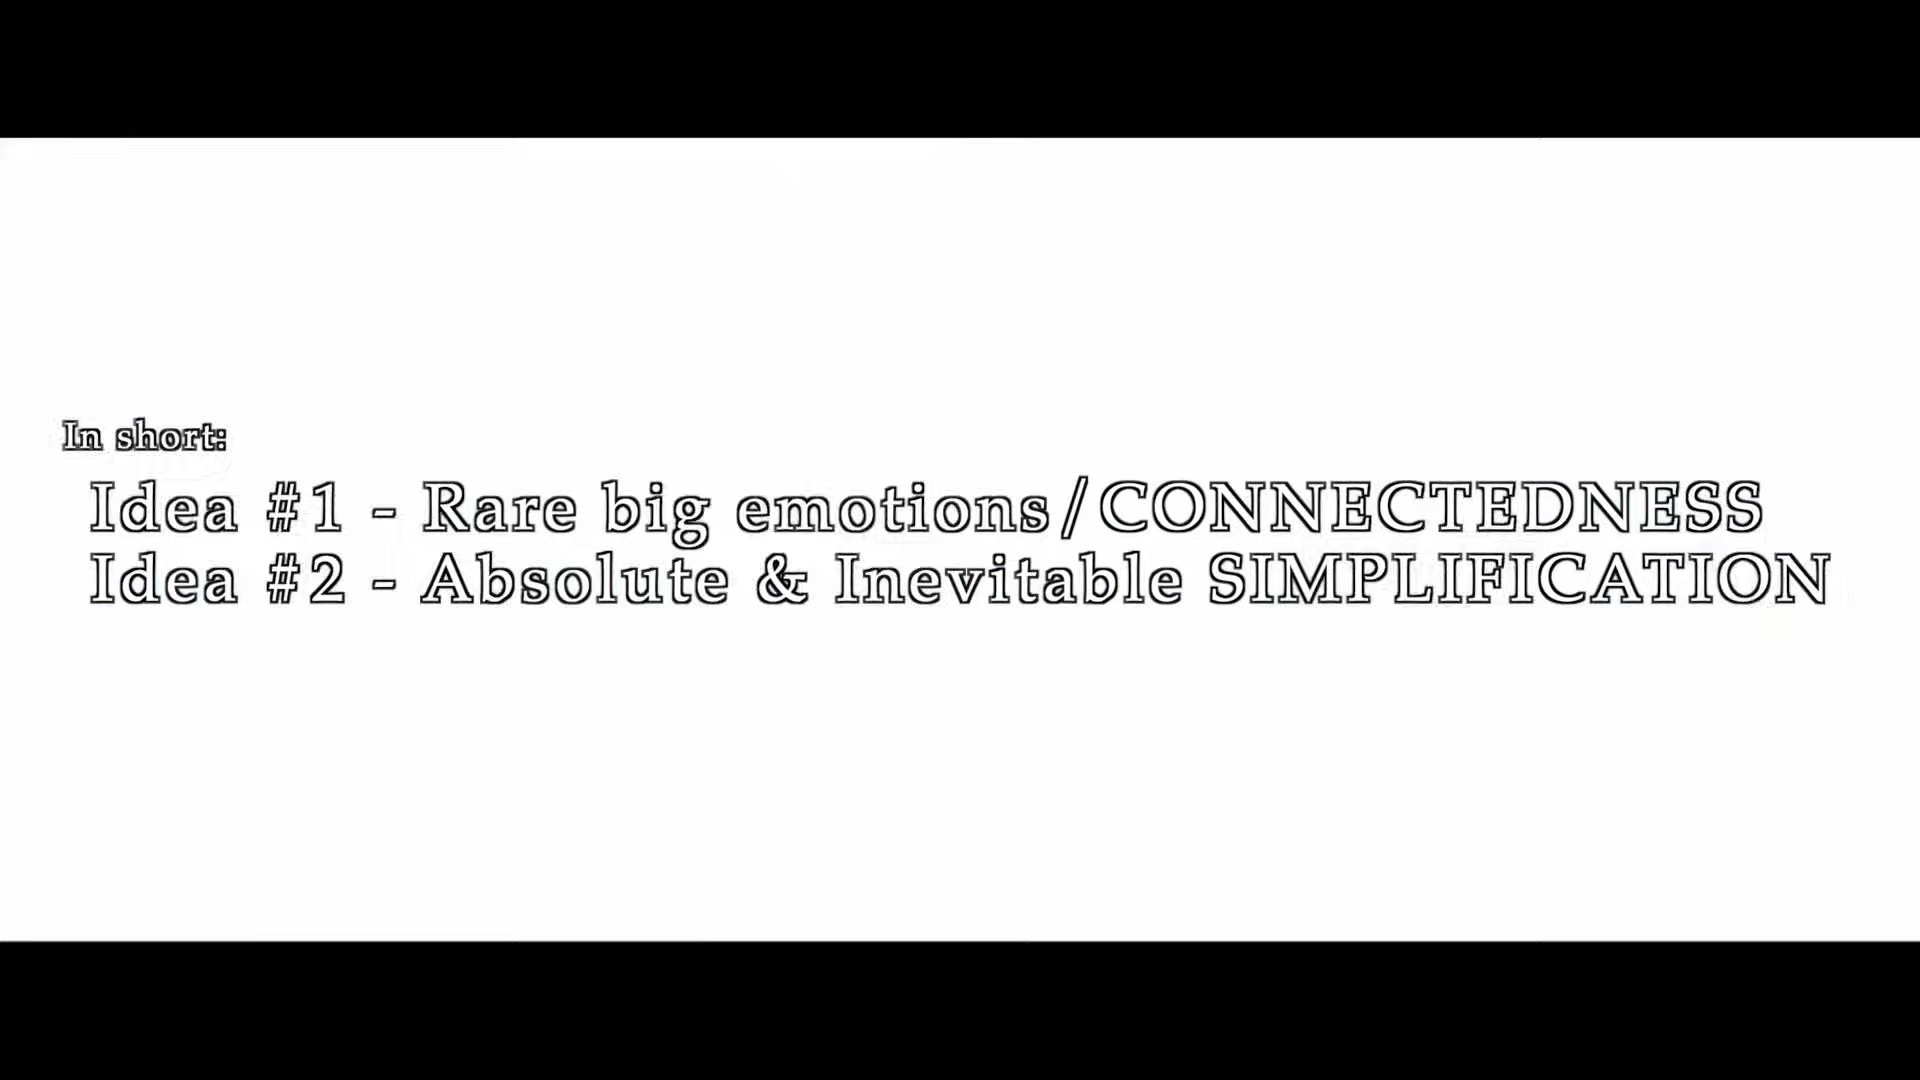 In short:
Idea #1 - Rare big emotions/CONNECTEDNESS
Idea #2 - Absolute & Inevitable SIMPLIFICATION